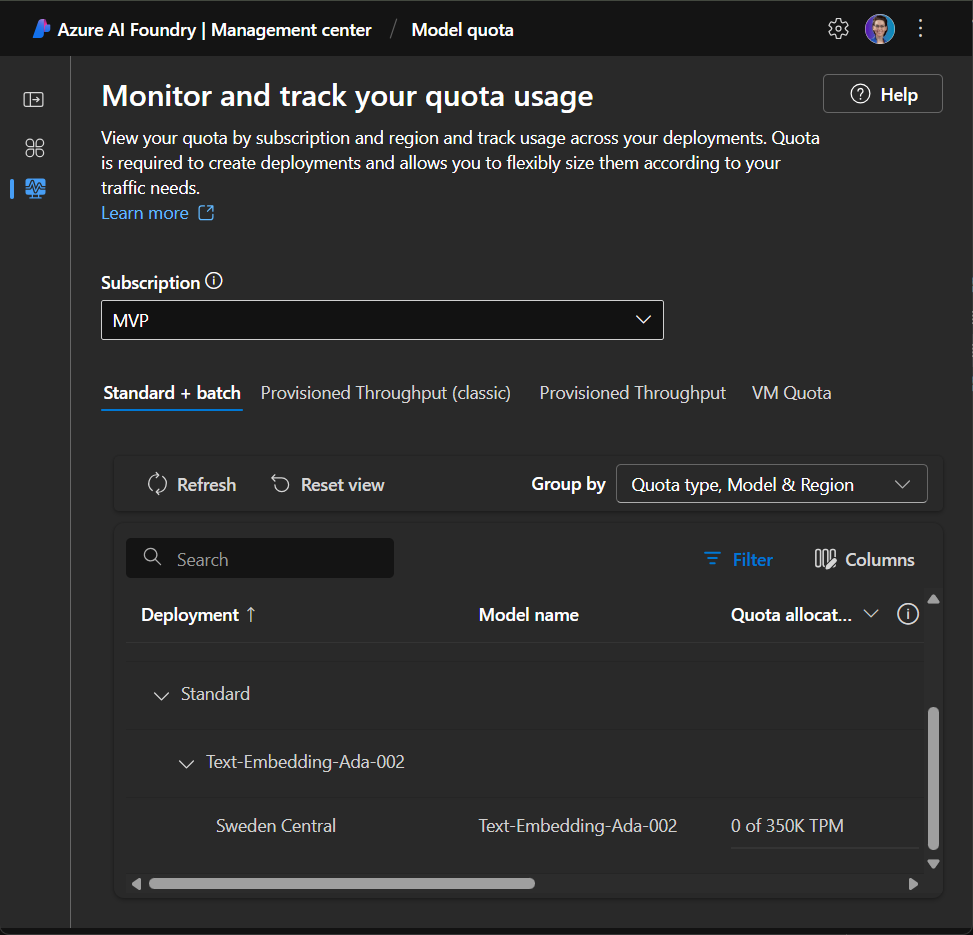 Azure AI Foundry | Management center / Model quota
Monitor and track your quota usage
Help
View your quota by subscription and region and track usage across your deployments. Quota
is required to create deployments and allows you to flexibly size them according to your
traffic needs.
Learn more
Subscription
MVP
Standard + batch Provisioned Throughput (classic) Provisioned Throughput VM Quota
Refresh Reset view Group by Quota type, Model & Region
Search Filter Columns
Deployment ↑ Model name Quota allocat...
Standard
Text-Embedding-Ada-002
Sweden Central Text-Embedding-Ada-002 0 of 350K TPM